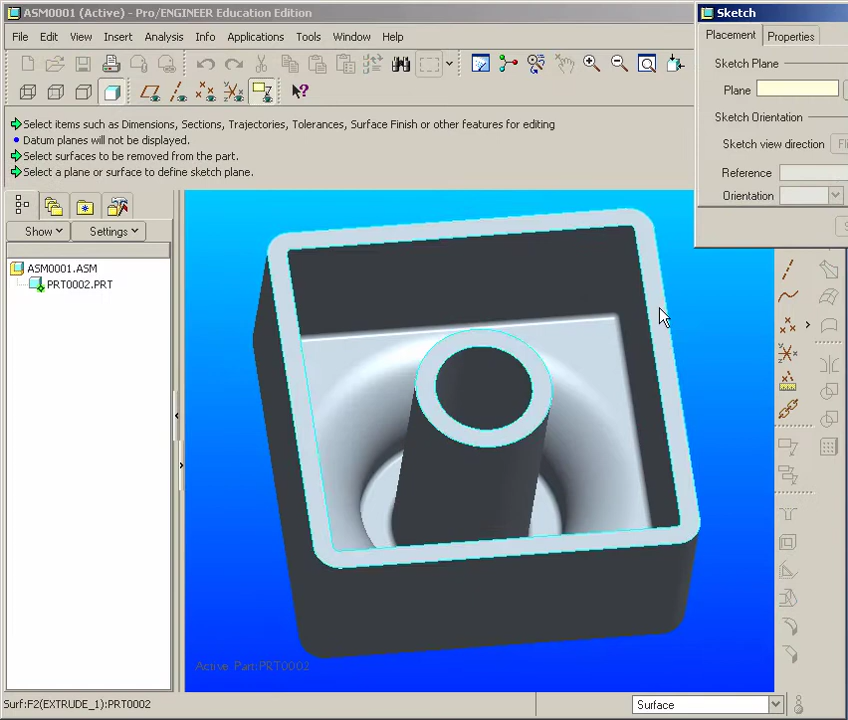 ASM0001 (Active) - Pro/ENGINEER Education Edition
Sketch
File Edit View Insert Analysis Info Applications Tools Window Help
Placement Properties
Sketch Plane
Plane
Sketch Orientation
Sketch view direction
Reference
Orientation
Select items such as Dimensions, Sections, Trajectories, Tolerances, Surface Finish or other features for editing
Datum planes will not be displayed.
Select surfaces to be removed from the part.
Select a plane or surface to define sketch plane.
Show Settings
ASM0001.ASM
PRT0002.PRT
Active Part:PRT0002
Surf:F2(EXTRUDE_1):PRT0002
Surface